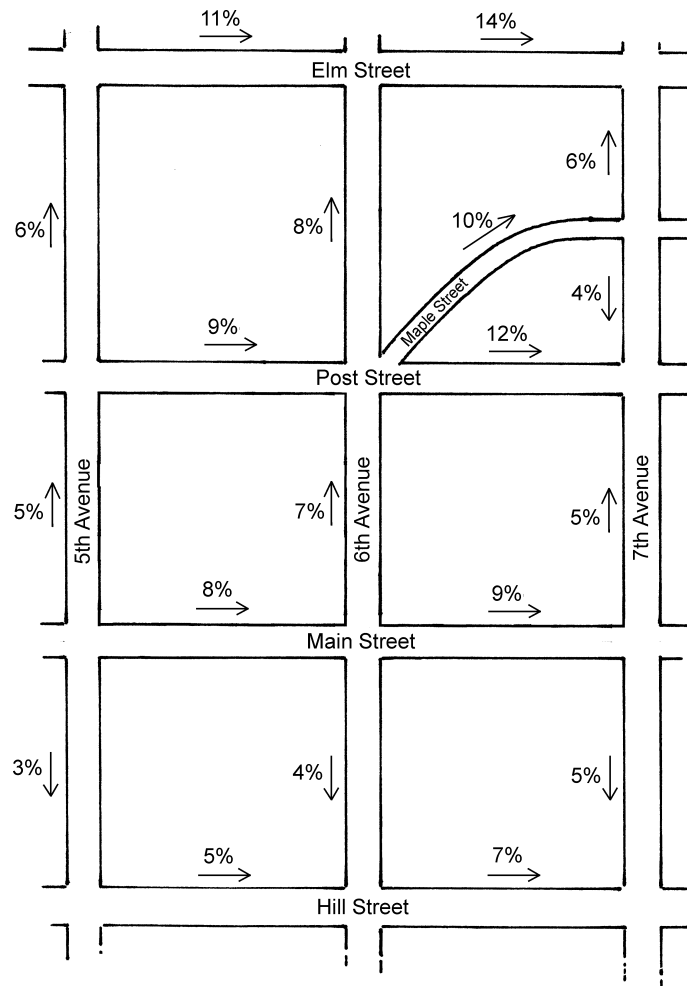 11%
14%
Elm Street
6%
6%
8%
10%
Maple Street
4%
9%
12%
Post Street
5%
5th Avenue
7%
6th Avenue
5%
7th Avenue
8%
9%
Main Street
3%
4%
5%
5%
7%
Hill Street